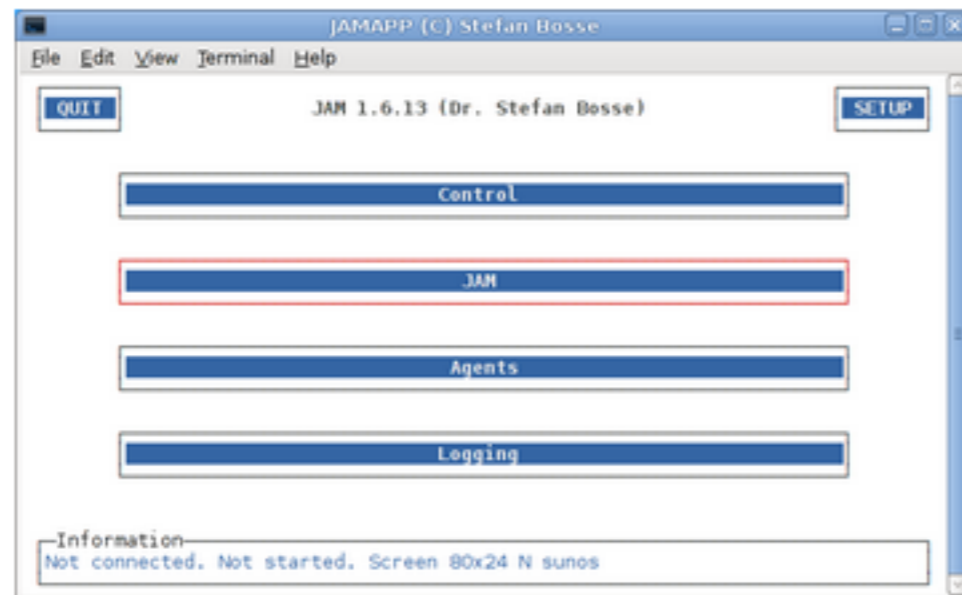 JAMAPP (C) Stefan Bosse
File Edit View Terminal Help
QUIT JAM 1.6.13 (Dr. Stefan Bosse) SETUP
Control
JAM
Agents
Logging
Information
Not connected. Not started. Screen 80x24 N sunos